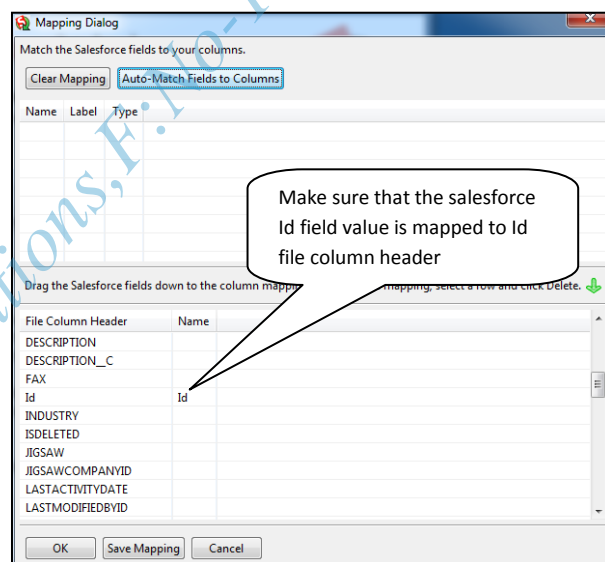 Mapping Dialog
Match the Salesforce fields to your columns.
Clear Mapping Auto-Match Fields to Columns
Name Label Type
Make sure that the salesforce
Id field value is mapped to Id
file column header
Drag the Salesforce fields down to the column mapping, select a row and click Delete.
File Column Header Name
DESCRIPTION
DESCRIPTION__C
FAX
Id Id
INDUSTRY
ISDELETED
JIGSAW
JIGSAWCOMPANYID
LASTACTIVITYDATE
LASTMODIFIEDBYID
OK Save Mapping Cancel
ions, F:No-